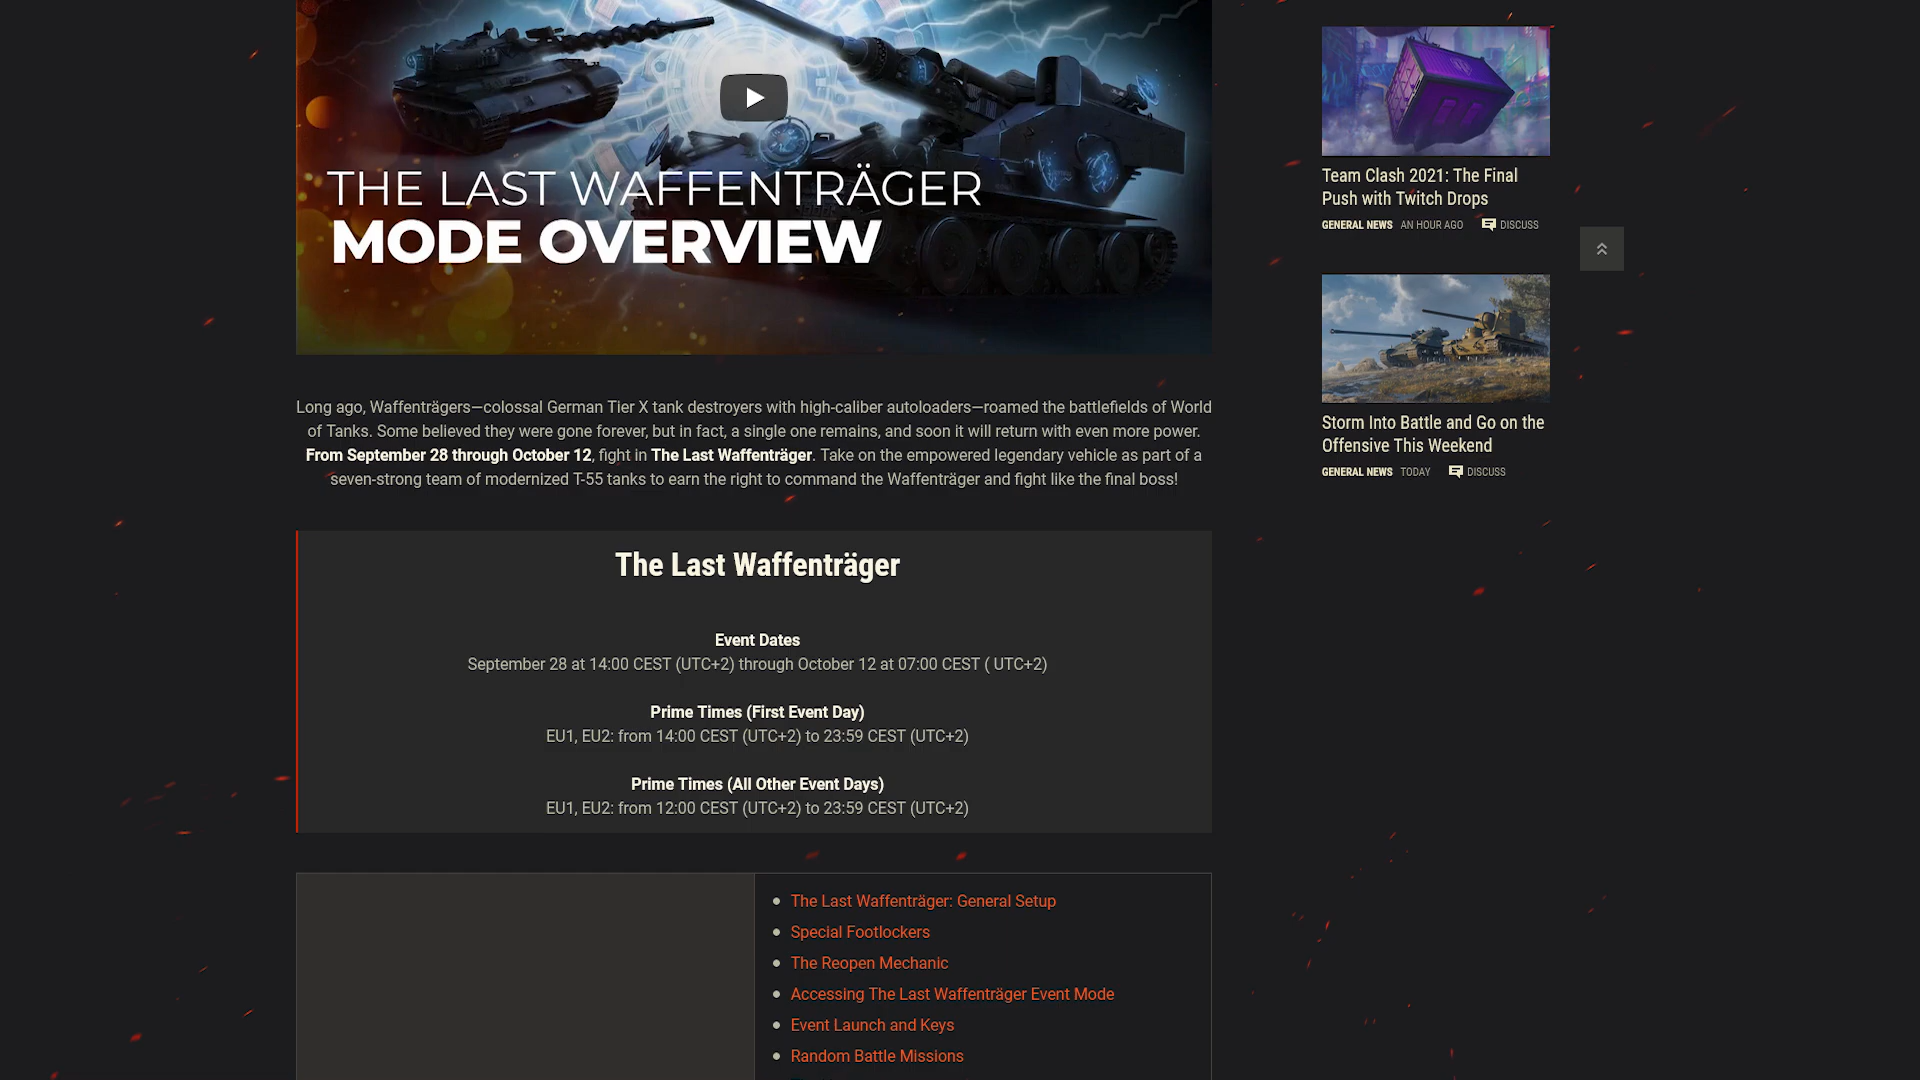 THE LAST WAFFENTRÄGER
MODE OVERVIEW
Long ago, Waffenträgers—colossal German Tier X tank destroyers with high-caliber autoloaders—roamed the battlefields of World
of Tanks. Some believed they were gone forever, but in fact, a single one remains, and soon it will return with even more power.
From September 28 through October 12, fight in The Last Waffenträger. Take on the empowered legendary vehicle as part of a
seven-strong team of modernized T-55 tanks to earn the right to command the Waffenträger and fight like the final boss!
The Last Waffenträger
Event Dates
September 28 at 14:00 CEST (UTC+2) through October 12 at 07:00 CEST ( UTC+2)
Prime Times (First Event Day)
EU1, EU2: from 14:00 CEST (UTC+2) to 23:59 CEST (UTC+2)
Prime Times (All Other Event Days)
EU1, EU2: from 12:00 CEST (UTC+2) to 23:59 CEST (UTC+2)
The Last Waffenträger: General Setup
Special Footlockers
The Reopen Mechanic
Accessing The Last Waffenträger Event Mode
Event Launch and Keys
Random Battle Missions
Team Clash 2021: The Final
Push with Twitch Drops
GENERAL NEWS AN HOUR AGO DISCUSS
Storm Into Battle and Go on the
Offensive This Weekend
GENERAL NEWS TODAY DISCUSS